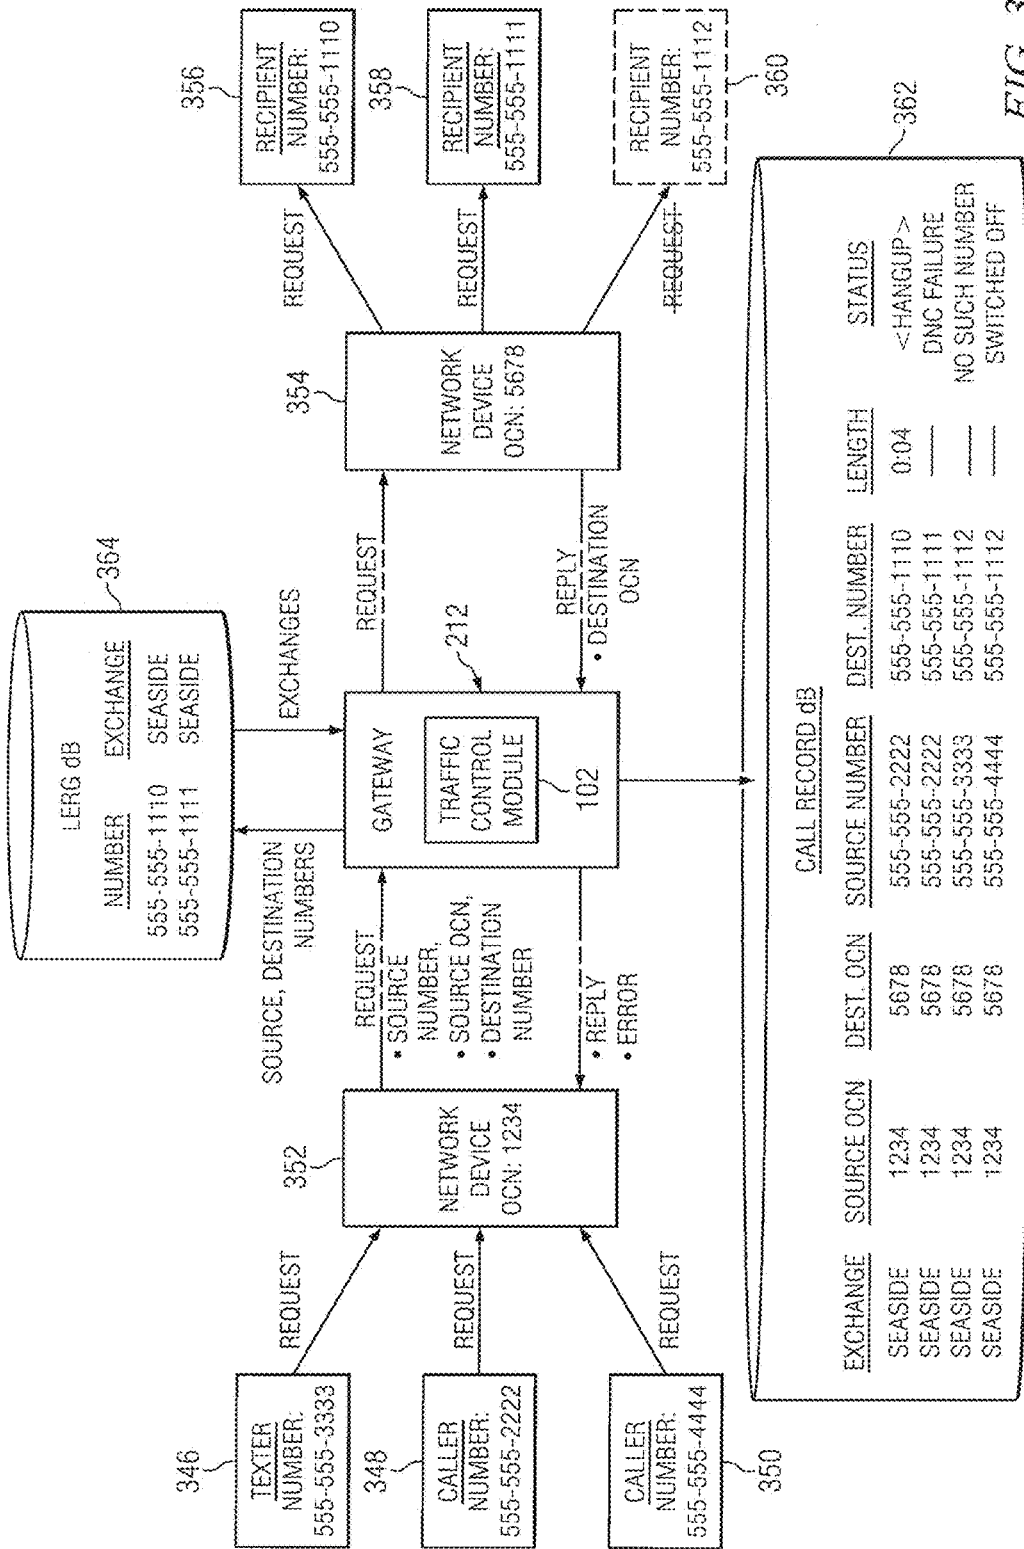 LERG dB
NUMBER EXCHANGE
555-555-1110 SEASIDE
555-555-1111 SEASIDE
364
SOURCE, DESTINATION
NUMBERS
EXCHANGES
346
TEXTER
NUMBER:
555-555-3333
348
CALLER
NUMBER:
555-555-2222
CALLER
NUMBER:
555-555-4444
350
REQUEST
REQUEST
REQUEST
352
NETWORK
DEVICE
OCN: 1234
REQUEST
• SOURCE
NUMBER,
• SOURCE OCN,
• DESTINATION
NUMBER
• REPLY
• ERROR
GATEWAY
212
TRAFFIC
CONTROL
MODULE
102
REQUEST
REPLY
• DESTINATION
OCN
354
NETWORK
DEVICE
OCN: 5678
REQUEST
REQUEST
REQUEST
356
RECIPIENT
NUMBER:
555-555-1110
358
RECIPIENT
NUMBER:
555-555-1111
RECIPIENT
NUMBER:
555-555-1112
360
362
CALL RECORD dB
EXCHANGE SOURCE OCN DEST. OCN SOURCE NUMBER DEST. NUMBER LENGTH STATUS
SEASIDE 1234 5678 555-555-2222 555-555-1110 0:04 <HANGUP>
SEASIDE 1234 5678 555-555-2222 555-555-1111 — DNC FAILURE
SEASIDE 1234 5678 555-555-3333 555-555-1112 — NO SUCH NUMBER
SEASIDE 1234 5678 555-555-4444 555-555-1112 — SWITCHED OFF
FIG. 3